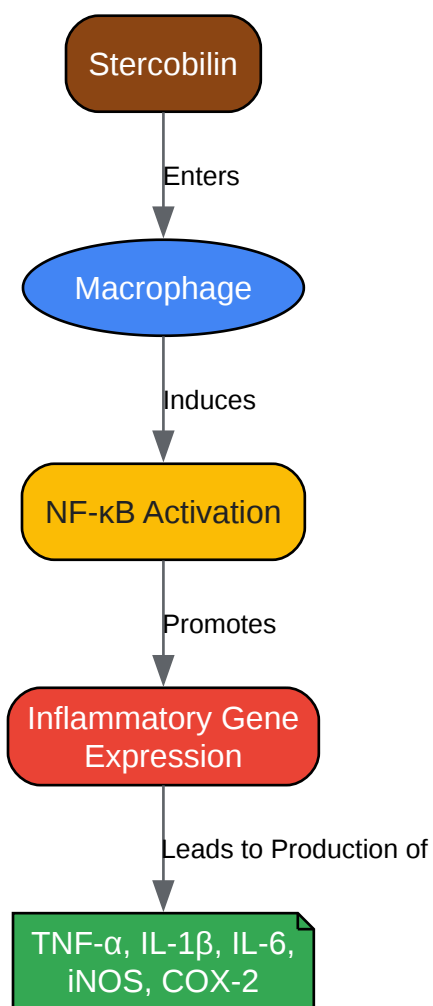 Stercobilin
Enters
Macrophage
Induces
NF-κB Activation
Promotes
Inflammatory Gene
Expression
Leads to Production of
TNF-α, IL-1β, IL-6,
iNOS, COX-2